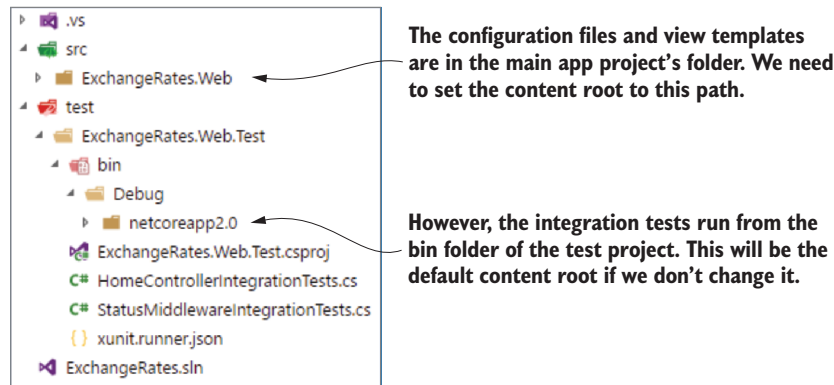 .vs
src
ExchangeRates.Web
test
ExchangeRates.Web.Test
bin
Debug
netcoreapp2.0
ExchangeRates.Web.Test.csproj
C# HomeControllerIntegrationTests.cs
C# StatusMiddlewareIntegrationTests.cs
{ } xunit.runner.json
ExchangeRates.sln
The configuration files and view templates
are in the main app project’s folder. We need
to set the content root to this path.
However, the integration tests run from the
bin folder of the test project. This will be the
default content root if we don’t change it.